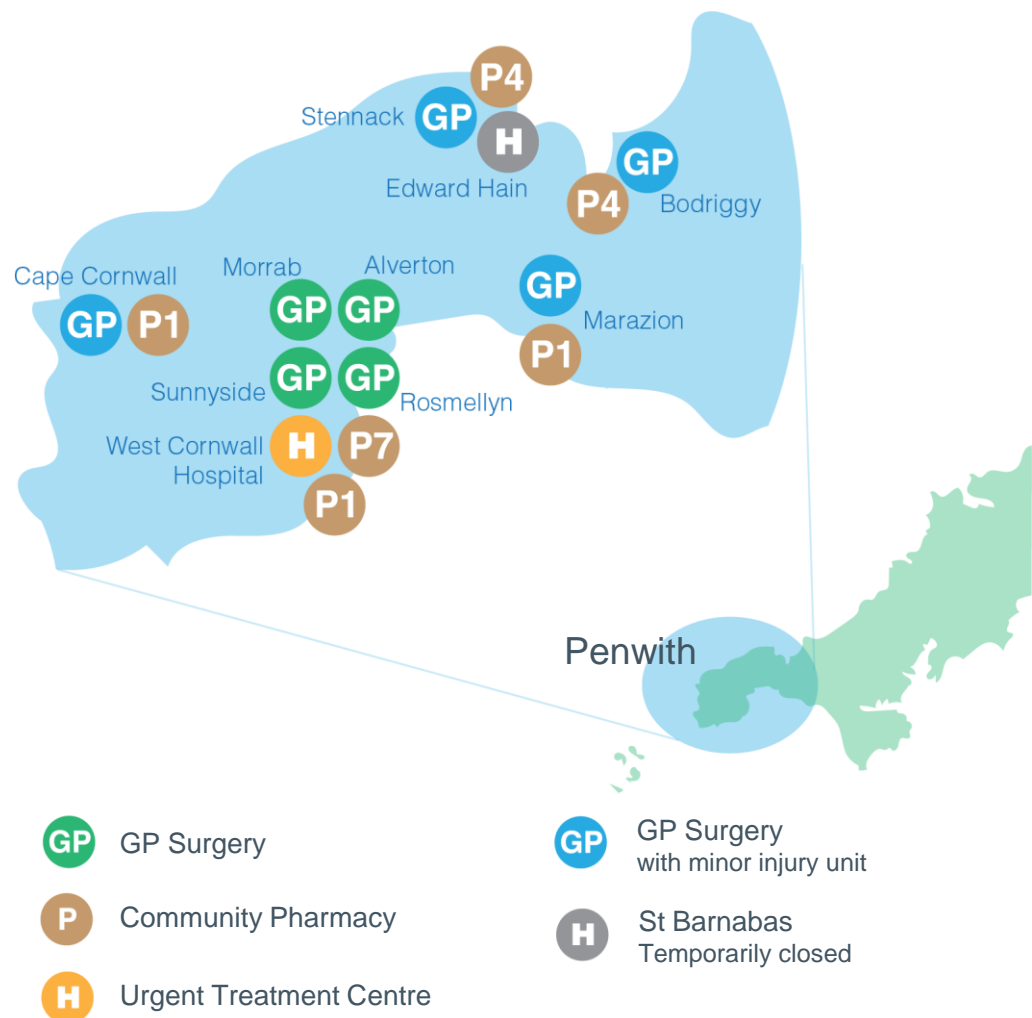 P4
Stennack
GP
H
GP
Edward Hain
P4
Bodriggy
Cape Cornwall
Morrab
Alverton
GP
P1
GP
GP
GP
Marazion
P1
Sunnyside
GP
GP
Rosmellyn
West Cornwall
Hospital
H
P7
P1
Penwith
GP
GP Surgery
GP
GP Surgery
with minor injury unit
P
Community Pharmacy
H
St Barnabas
Temporarily closed
H
Urgent Treatment Centre